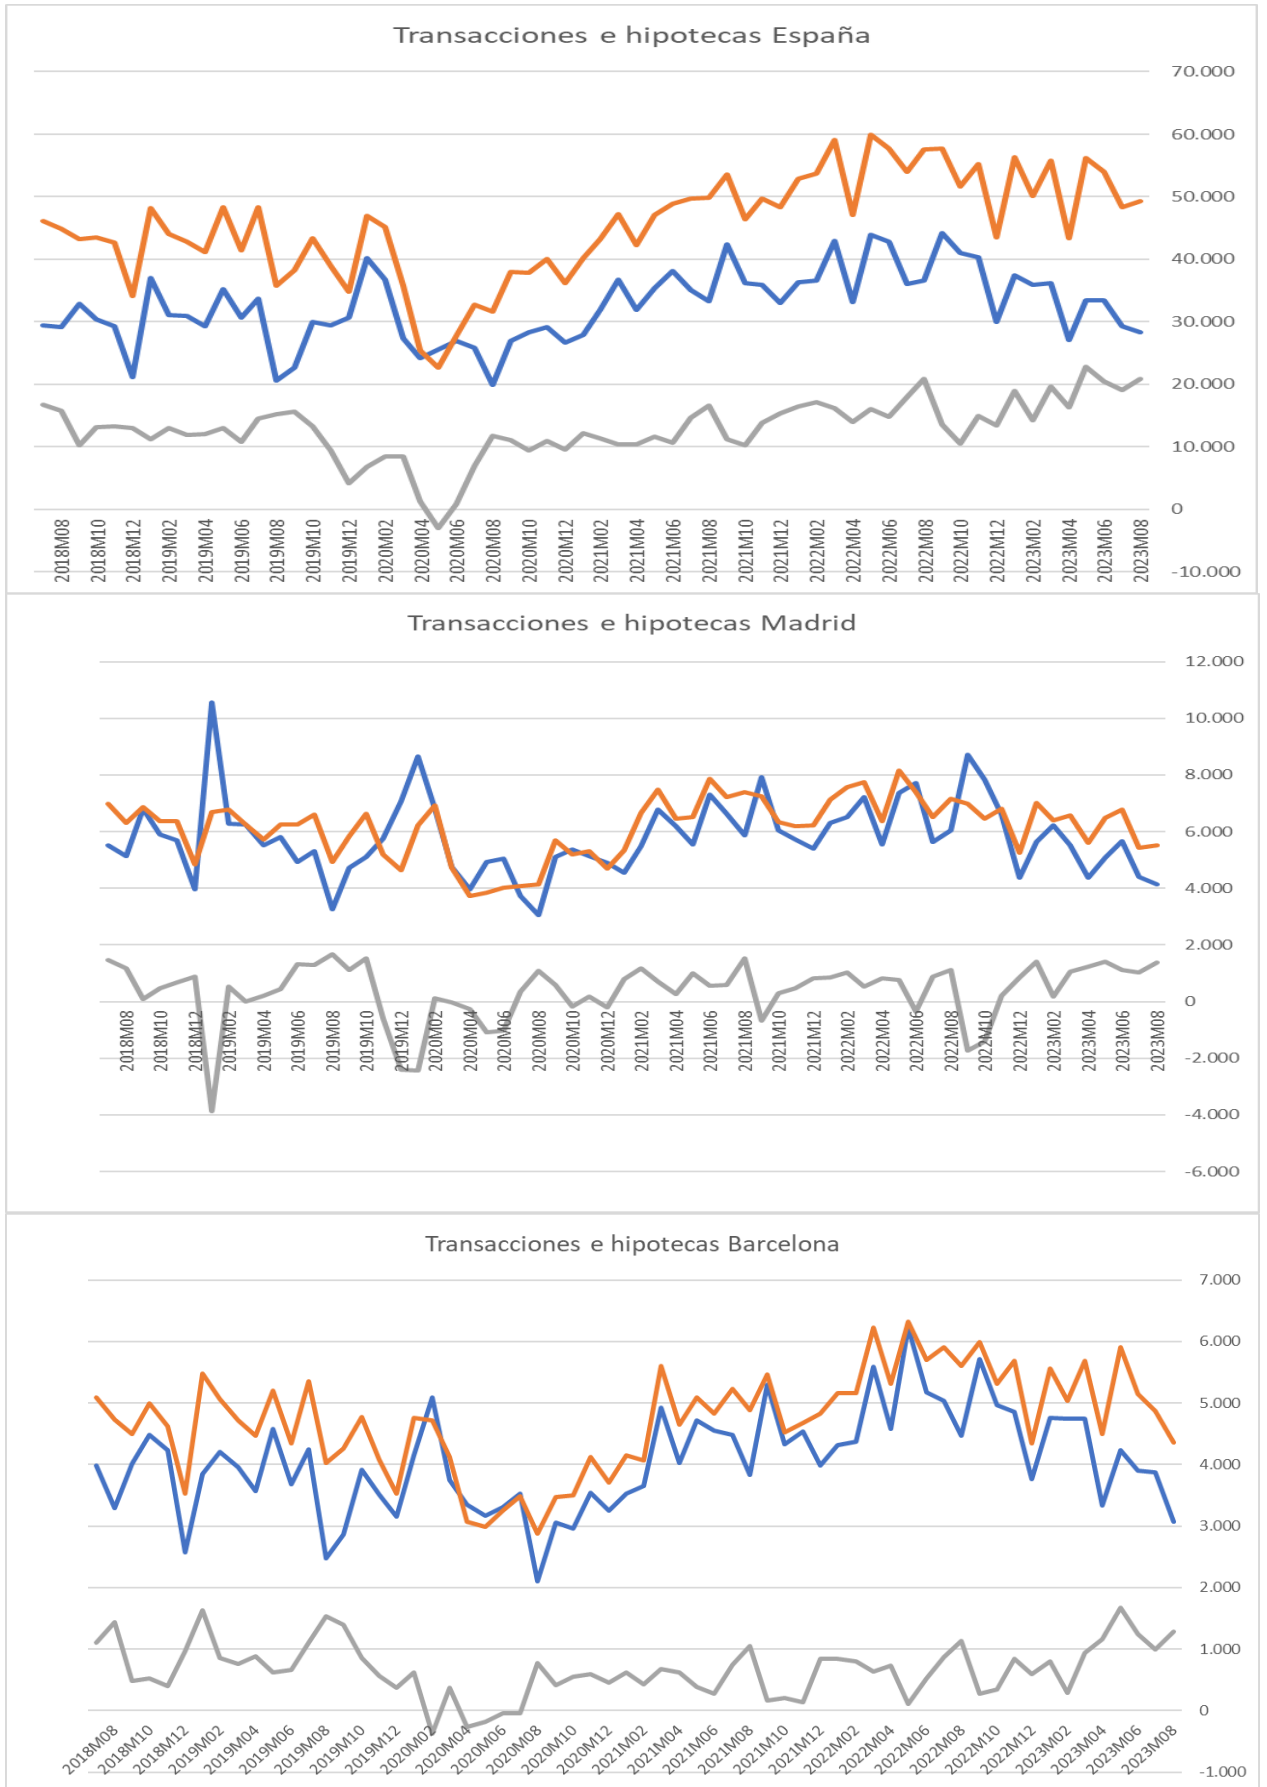 Transacciones e hipotecas España
70.000
60.000
50.000
40.000
30.000
20.000
10.000
0
-10.000
2018M08
2018M10
2018M12
2019M02
2019M04
2019M06
2019M08
2019M10
2019M12
2020M02
2020M04
2020M06
2020M08
2020M10
2020M12
2021M02
2021M04
2021M06
2021M08
2021M10
2021M12
2022M02
2022M04
2022M06
2022M08
2022M10
2022M12
2023M02
2023M04
2023M06
2023M08
Transacciones e hipotecas Madrid
12.000
10.000
8.000
6.000
4.000
2.000
0
-2.000
-4.000
-6.000
2018M08
2018M10
2018M12
2019M02
2019M04
2019M06
2019M08
2019M10
2019M12
2020M02
2020M04
2020M06
2020M08
2020M10
2020M12
2021M02
2021M04
2021M06
2021M08
2021M10
2021M12
2022M02
2022M04
2022M06
2022M08
2022M10
2022M12
2023M02
2023M04
2023M06
2023M08
Transacciones e hipotecas Barcelona
7.000
6.000
5.000
4.000
3.000
2.000
1.000
0
-1.000
2018M08
2018M10
2018M12
2019M02
2019M04
2019M06
2019M08
2019M10
2019M12
2020M02
2020M04
2020M06
2020M08
2020M10
2020M12
2021M02
2021M04
2021M06
2021M08
2021M10
2021M12
2022M02
2022M04
2022M06
2022M08
2022M10
2022M12
2023M02
2023M04
2023M06
2023M08